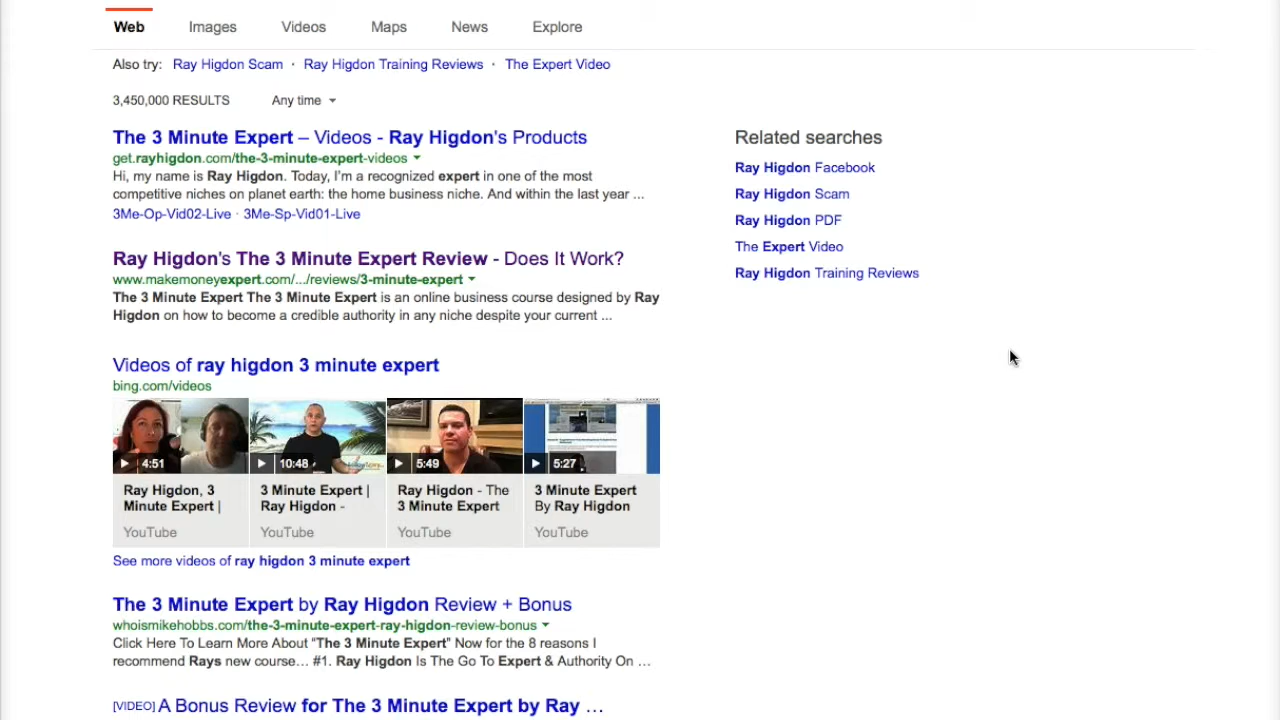 Web Images Videos Maps News Explore
Also try: Ray Higdon Scam · Ray Higdon Training Reviews · The Expert Video
3,450,000 RESULTS Any time
The 3 Minute Expert – Videos - Ray Higdon's Products
get.rayhigdon.com/the-3-minute-expert-videos
Hi, my name is Ray Higdon. Today, I'm a recognized expert in one of the most
competitive niches on planet earth: the home business niche. And within the last year ...
3Me-Op-Vid02-Live · 3Me-Sp-Vid01-Live
Ray Higdon's The 3 Minute Expert Review - Does It Work?
www.makemoneyexpert.com/.../reviews/3-minute-expert
The 3 Minute Expert The 3 Minute Expert is an online business course designed by Ray
Higdon on how to become a credible authority in any niche despite your current ...
Videos of ray higdon 3 minute expert
bing.com/videos
4:51 10:48 5:49 5:27
Ray Higdon, 3
Minute Expert |
YouTube
3 Minute Expert |
Ray Higdon -
YouTube
Ray Higdon - The
3 Minute Expert
YouTube
3 Minute Expert
By Ray Higdon
YouTube
See more videos of ray higdon 3 minute expert
The 3 Minute Expert by Ray Higdon Review + Bonus
whoismikehobbs.com/the-3-minute-expert-ray-higdon-review-bonus
Click Here To Learn More About "The 3 Minute Expert" Now for the 8 reasons I
recommend Rays new course... #1. Ray Higdon Is The Go To Expert & Authority On ...
[VIDEO] A Bonus Review for The 3 Minute Expert by Ray ...
Related searches
Ray Higdon Facebook
Ray Higdon Scam
Ray Higdon PDF
The Expert Video
Ray Higdon Training Reviews